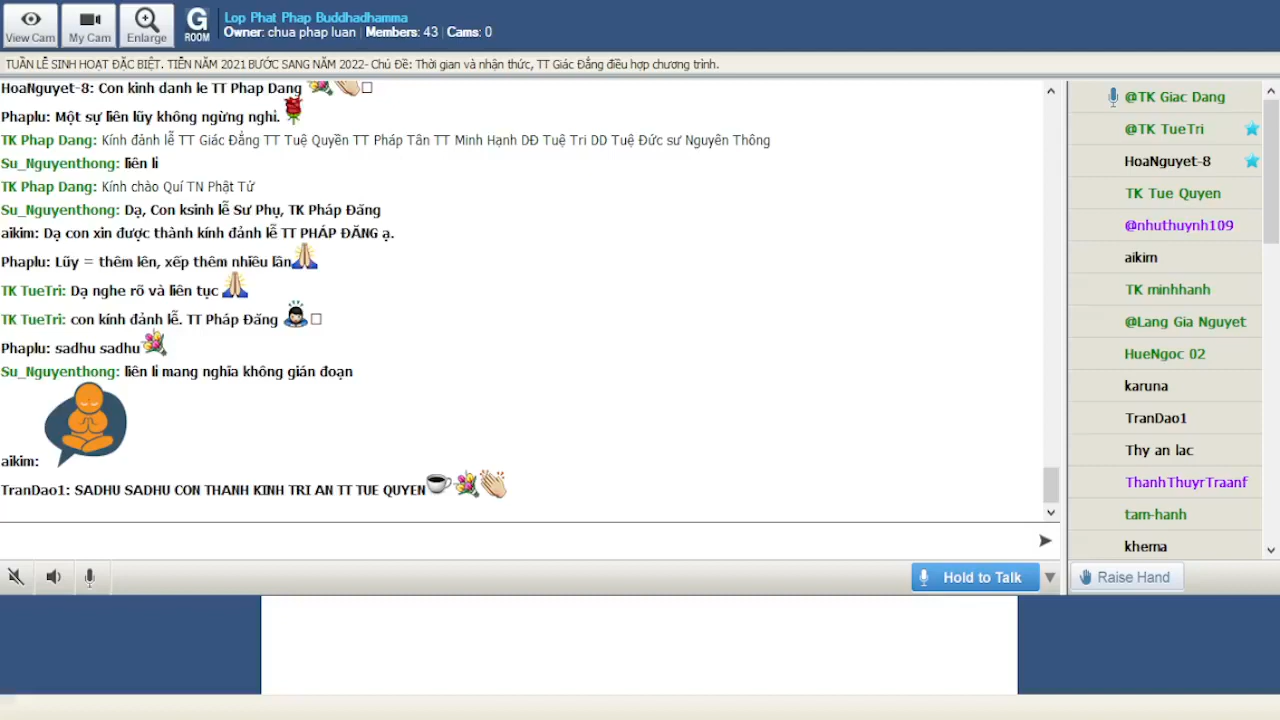 View Cam
My Cam
Enlarge
G
ROOM
Lop Phat Phap Buddhadhamma
Owner: chua phap luan | Members: 43 | Cams: 0
TUẦN LỄ SINH HOẠT ĐẶC BIỆT. TIỄN NĂM 2021 BƯỚC SANG NĂM 2022- Chủ Đề: Thời gian và nhận thức, TT Giác Đẳng điều hợp chương trình.
HoaNguyet-8: Con kinh danh le TT Phap Dang
Phaplu: Một sự liên lũy không ngừng nghỉ.
TK Phap Dang: Kính đảnh lễ TT Giác Đẳng TT Tuệ Quyền TT Pháp Tân TT Minh Hạnh DĐ Tuệ Tri DD Tuệ Đức sư Nguyên Thông
Su_Nguyenthong: liên li
TK Phap Dang: Kính chào Quí TN Phật Tử
Su_Nguyenthong: Dạ, Con ksinh lễ Sư Phụ, TK Pháp Đăng
aikim: Dạ con xin được thành kính đảnh lễ TT PHÁP ĐĂNG ạ.
Phaplu: Lũy = thêm lên, xếp thêm nhiều lần
TK TueTri: Dạ nghe rõ và liên tục
TK TueTri: con kính đảnh lễ. TT Pháp Đăng
Phaplu: sadhu sadhu
Su_Nguyenthong: liên li mang nghĩa không gián đoạn
aikim:
TranDao1: SADHU SADHU CON THANH KINH TRI AN TT TUE QUYEN
Hold to Talk
@TK Giac Dang
@TK TueTri
HoaNguyet-8
TK Tue Quyen
@nhuthuynh109
aikim
TK minhhanh
@Lang Gia Nguyet
HueNgoc 02
karuna
TranDao1
Thy an lac
ThanhThuyrTraanf
tam-hanh
khema
Raise Hand